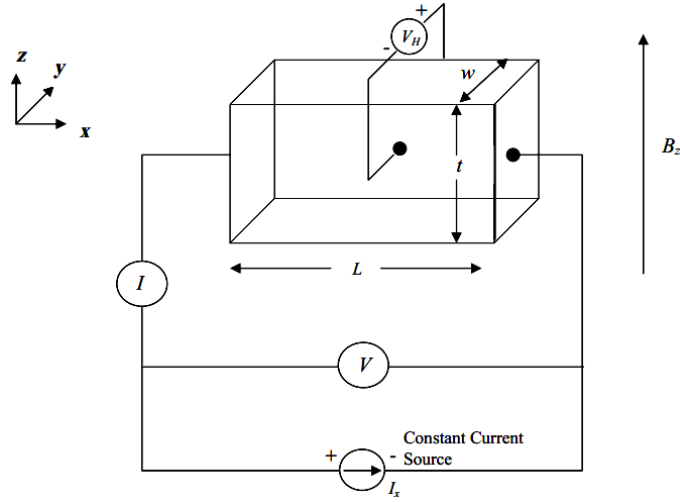 +
V_H
-
z
y
x
w
t
B_z
L
I
V
+
-
Constant Current
Source
I_x